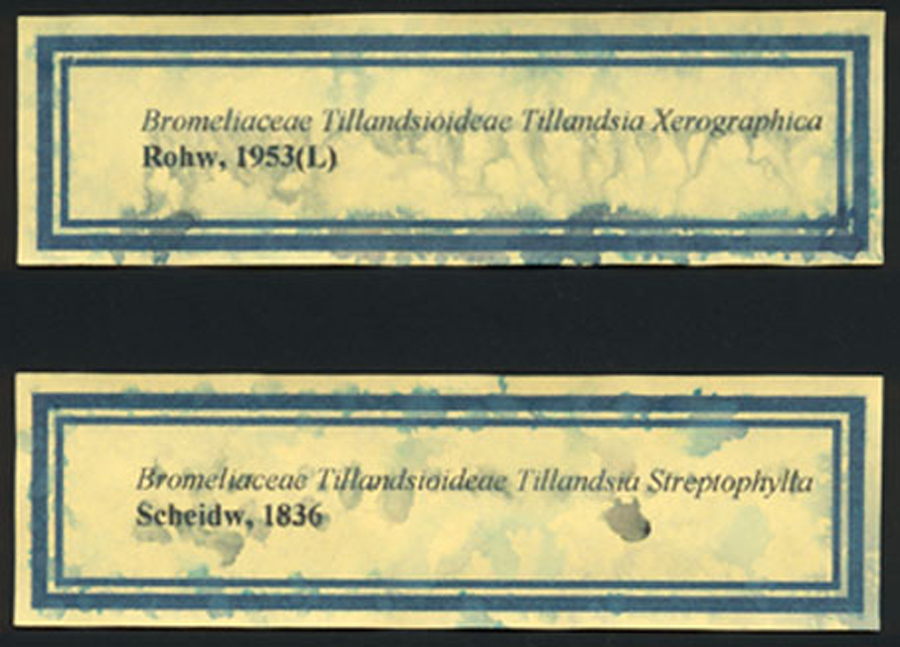 Bromeliaceae Tillandsioideae Tillandsia Xerographica
Rohw, 1953(L)
Bromeliaceae Tillandsioideae Tillandsia Streptophylla
Scheidw, 1836